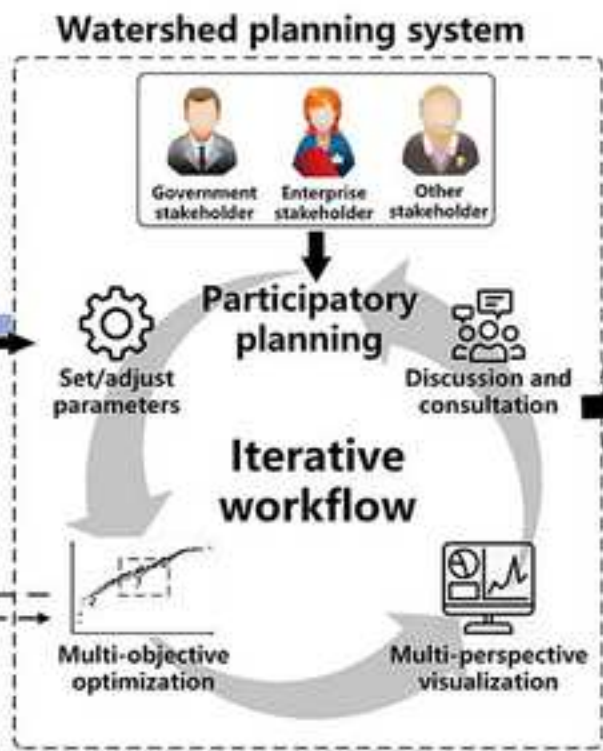 Watershed planning system
Government
stakeholder
Enterprise
stakeholder
Other
stakeholder
Participatory
planning
Set/adjust
parameters
Discussion and
consultation
Iterative
workflow
Multi-objective
optimization
Multi-perspective
visualization